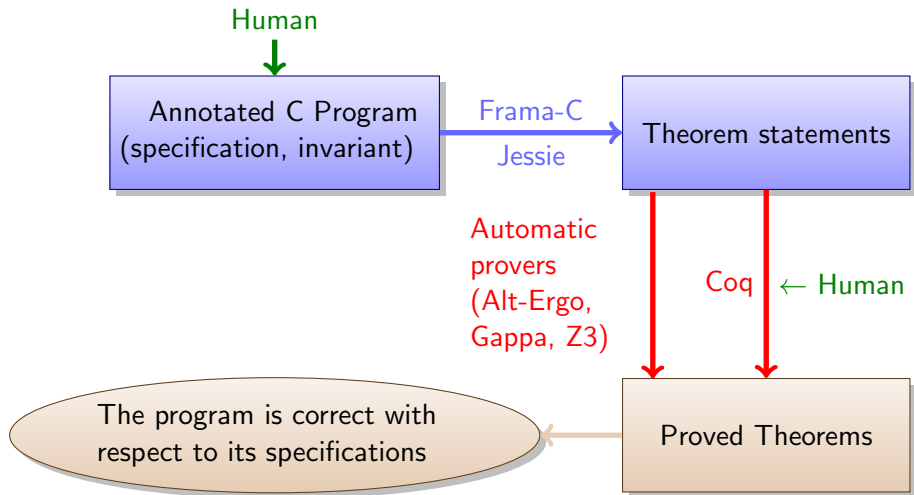 Human
Annotated C Program
(specification, invariant)
Frama-C
Jessie
Theorem statements
Automatic
provers
(Alt-Ergo,
Gappa, Z3)
Coq
← Human
The program is correct with
respect to its specifications
Proved Theorems